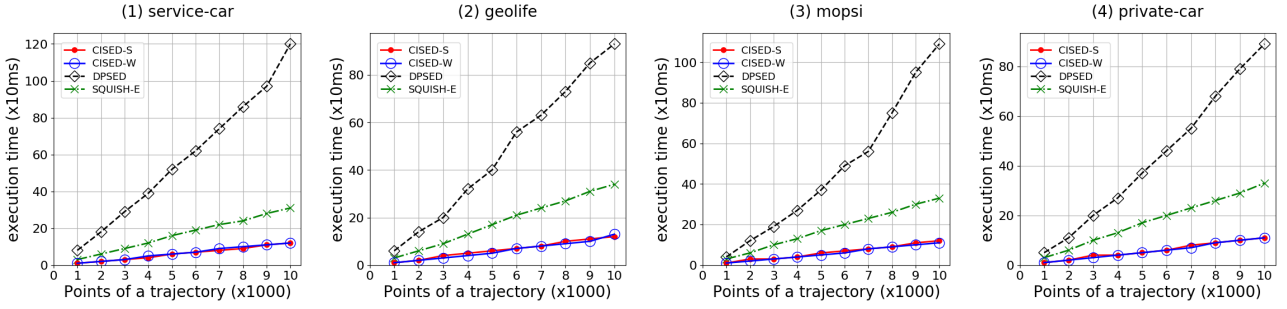 (1) service-car
execution time (x10ms)
120
100
80
60
40
20
0
CISED-S
CISED-W
DPSED
SQUISH-E
0 1 2 3 4 5 6 7 8 9 10
Points of a trajectory (x1000)
(2) geolife
execution time (x10ms)
80
60
40
20
0
CISED-S
CISED-W
DPSED
SQUISH-E
0 1 2 3 4 5 6 7 8 9 10
Points of a trajectory (x1000)
(3) mopsi
execution time (x10ms)
100
80
60
40
20
0
CISED-S
CISED-W
DPSED
SQUISH-E
0 1 2 3 4 5 6 7 8 9 10
Points of a trajectory (x1000)
(4) private-car
execution time (x10ms)
80
60
40
20
0
CISED-S
CISED-W
DPSED
SQUISH-E
0 1 2 3 4 5 6 7 8 9 10
Points of a trajectory (x1000)